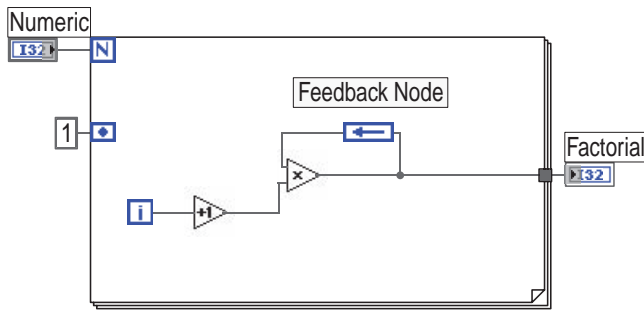 Numeric
I32
N
Feedback Node
1
Factorial
x
I32
i
+1